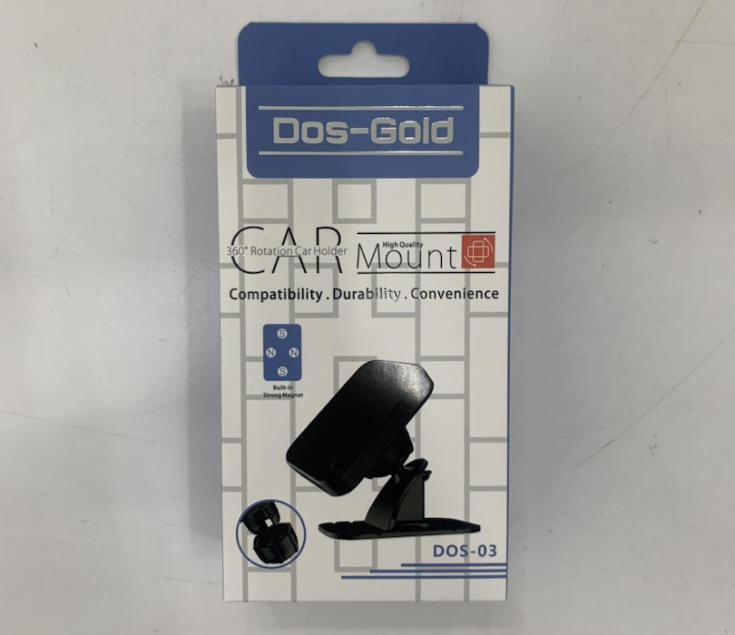 Dos-Gold
CAR
360° Rotation Car Holder
High Quality
Mount
Compatibility . Durability . Convenience
S
N N
S
Built-in
Strong Magnet
DOS-03